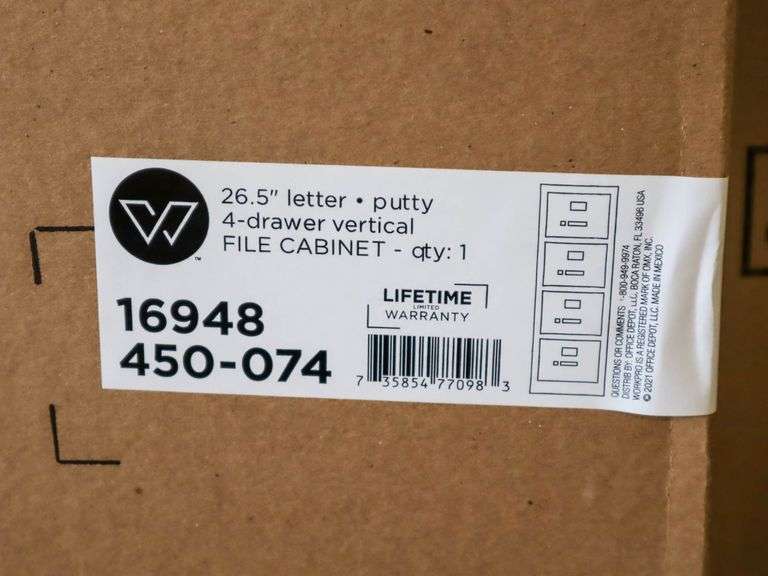 26.5" letter • putty
4-drawer vertical
FILE CABINET - qty: 1
™
16948
450-074
LIFETIME
LIMITED
WARRANTY
7 35854 77098 3
QUESTIONS OR COMMENTS 1-800-949-9974
DISTRIB BY: OFFICE DEPOT, LLC, BOCA RATON, FL 33496 USA
WORKPRO IS A REGISTERED MARK OF OMX, INC.
© 2021 OFFICE DEPOT, LLC. MADE IN MEXICO